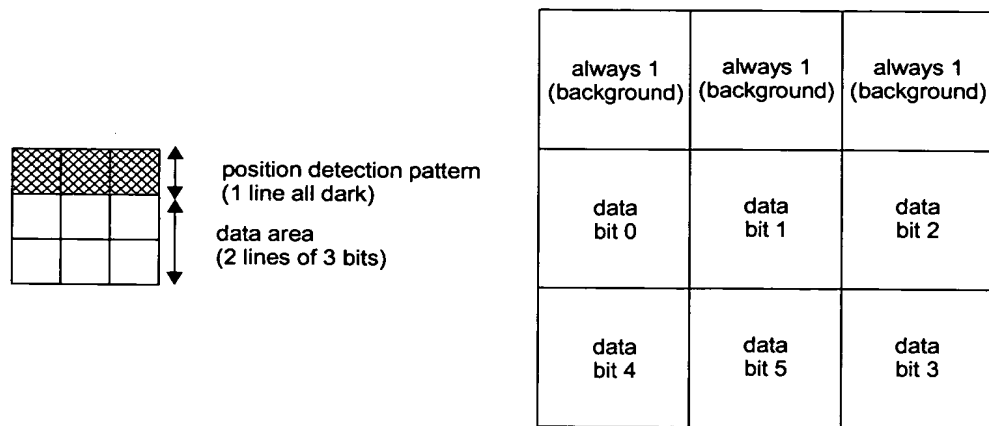 position detection pattern
(1 line all dark)
data area
(2 lines of 3 bits)
always 1
(background)
always 1
(background)
always 1
(background)
data
bit 0
data
bit 1
data
bit 2
data
bit 4
data
bit 5
data
bit 3